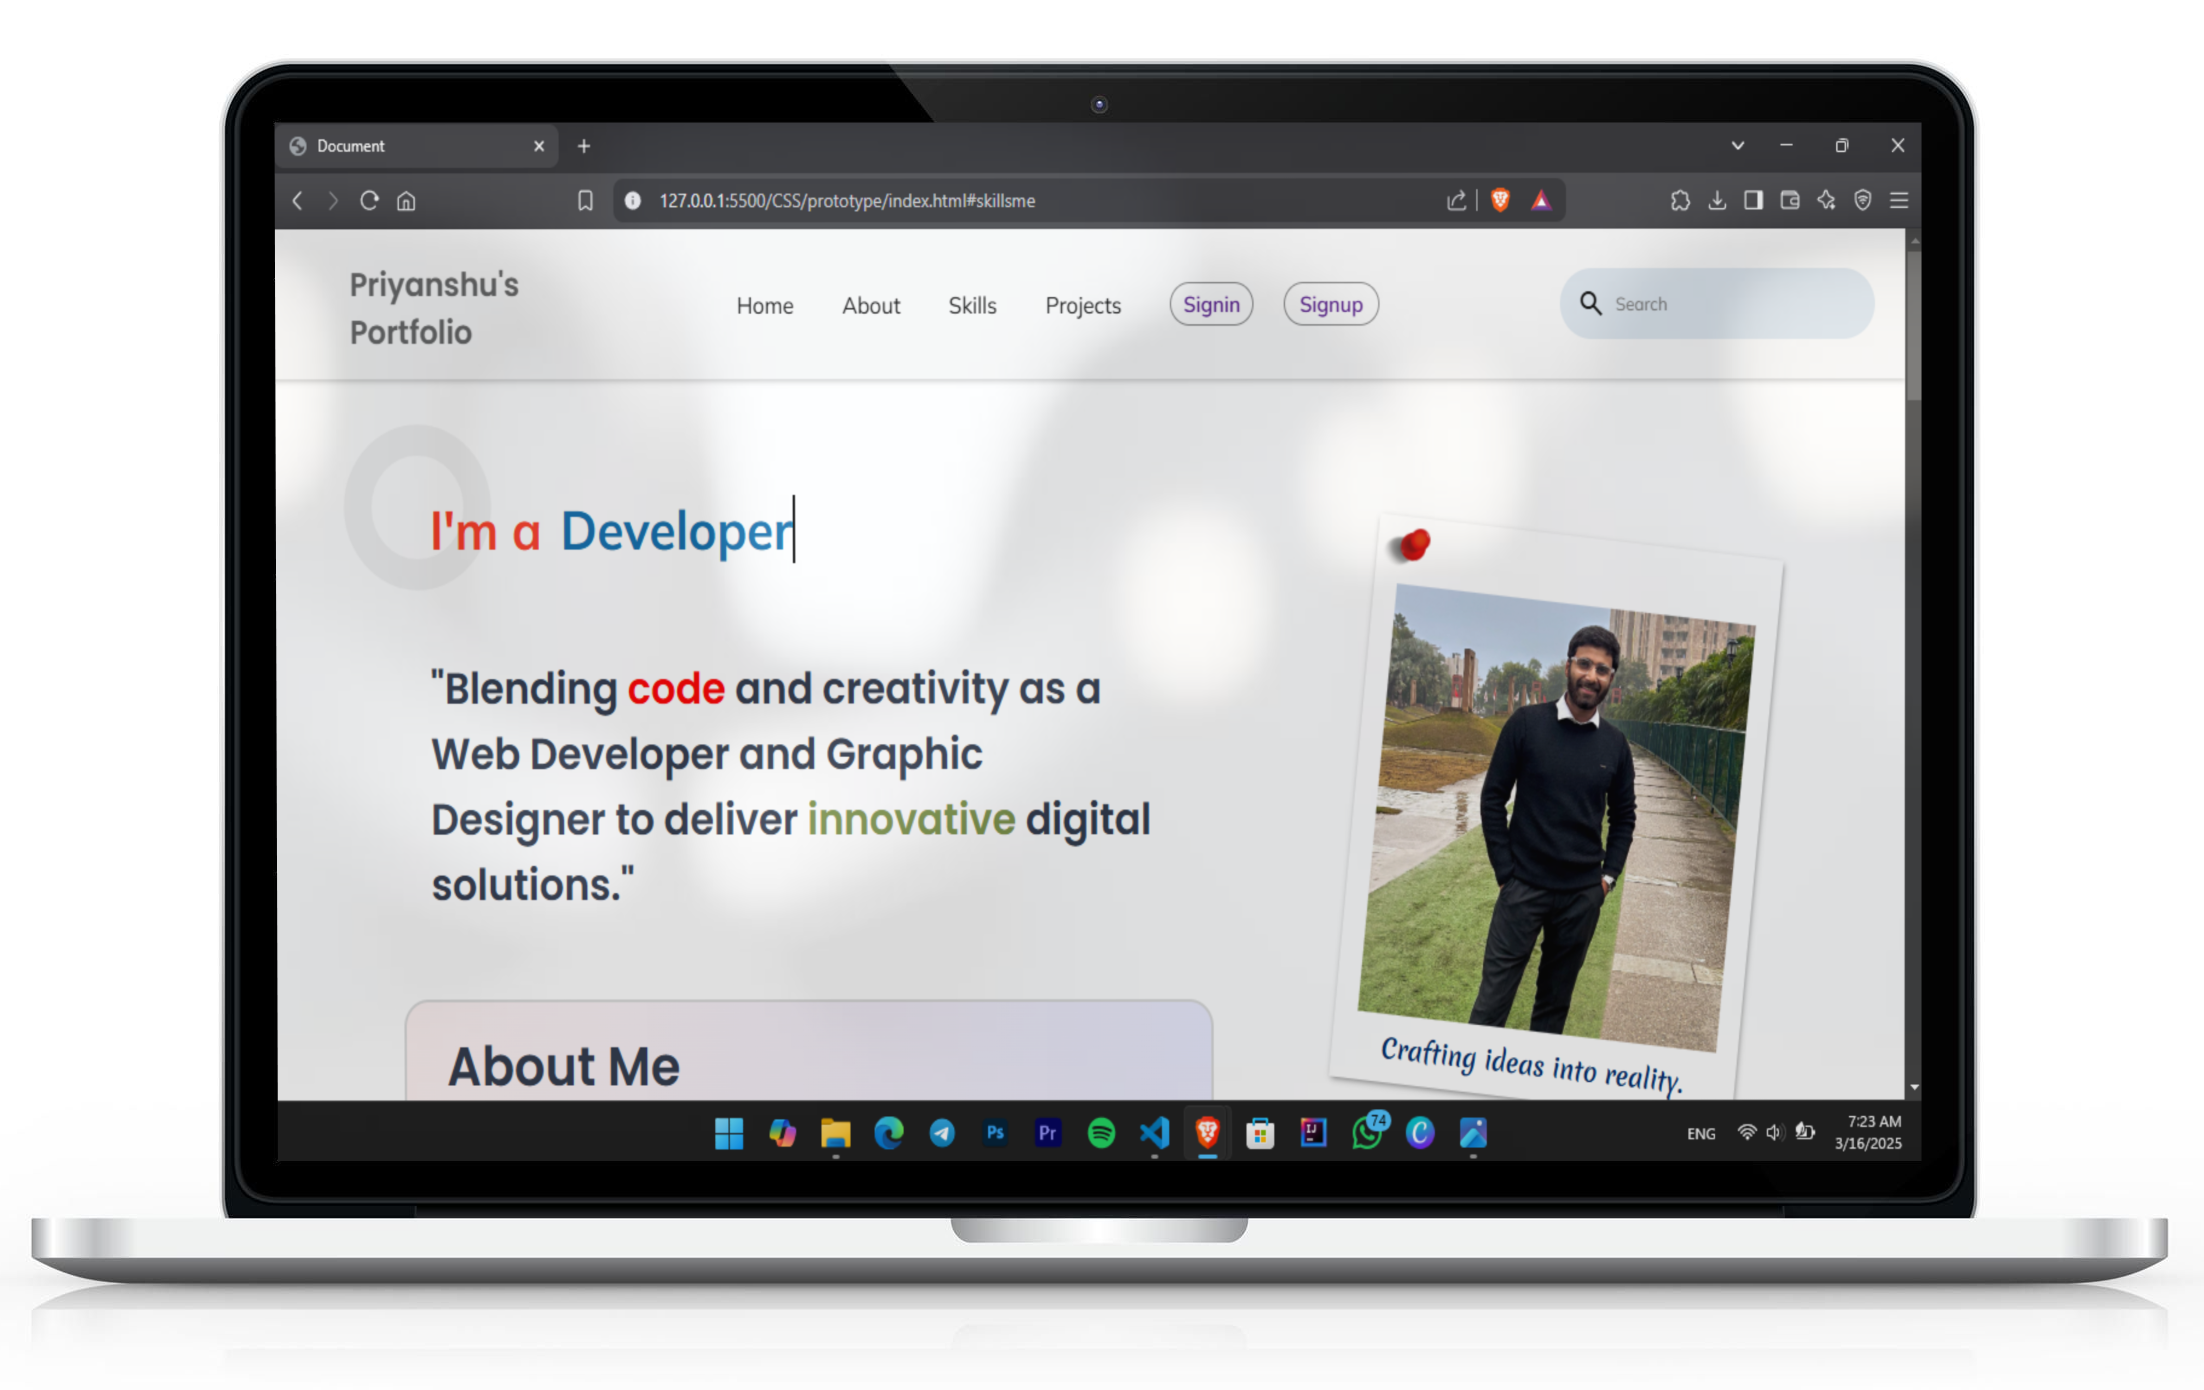 Document
127.0.0.1:5500/CSS/prototype/index.html#skillsme
Priyanshu's
Portfolio
Home About Skills Projects Signin Signup
Search
I'm a Developer
"Blending code and creativity as a
Web Developer and Graphic
Designer to deliver innovative digital
solutions."
Crafting ideas into reality.
About Me
Ps Pr IJ 74 C
ENG
7:23 AM
3/16/2025